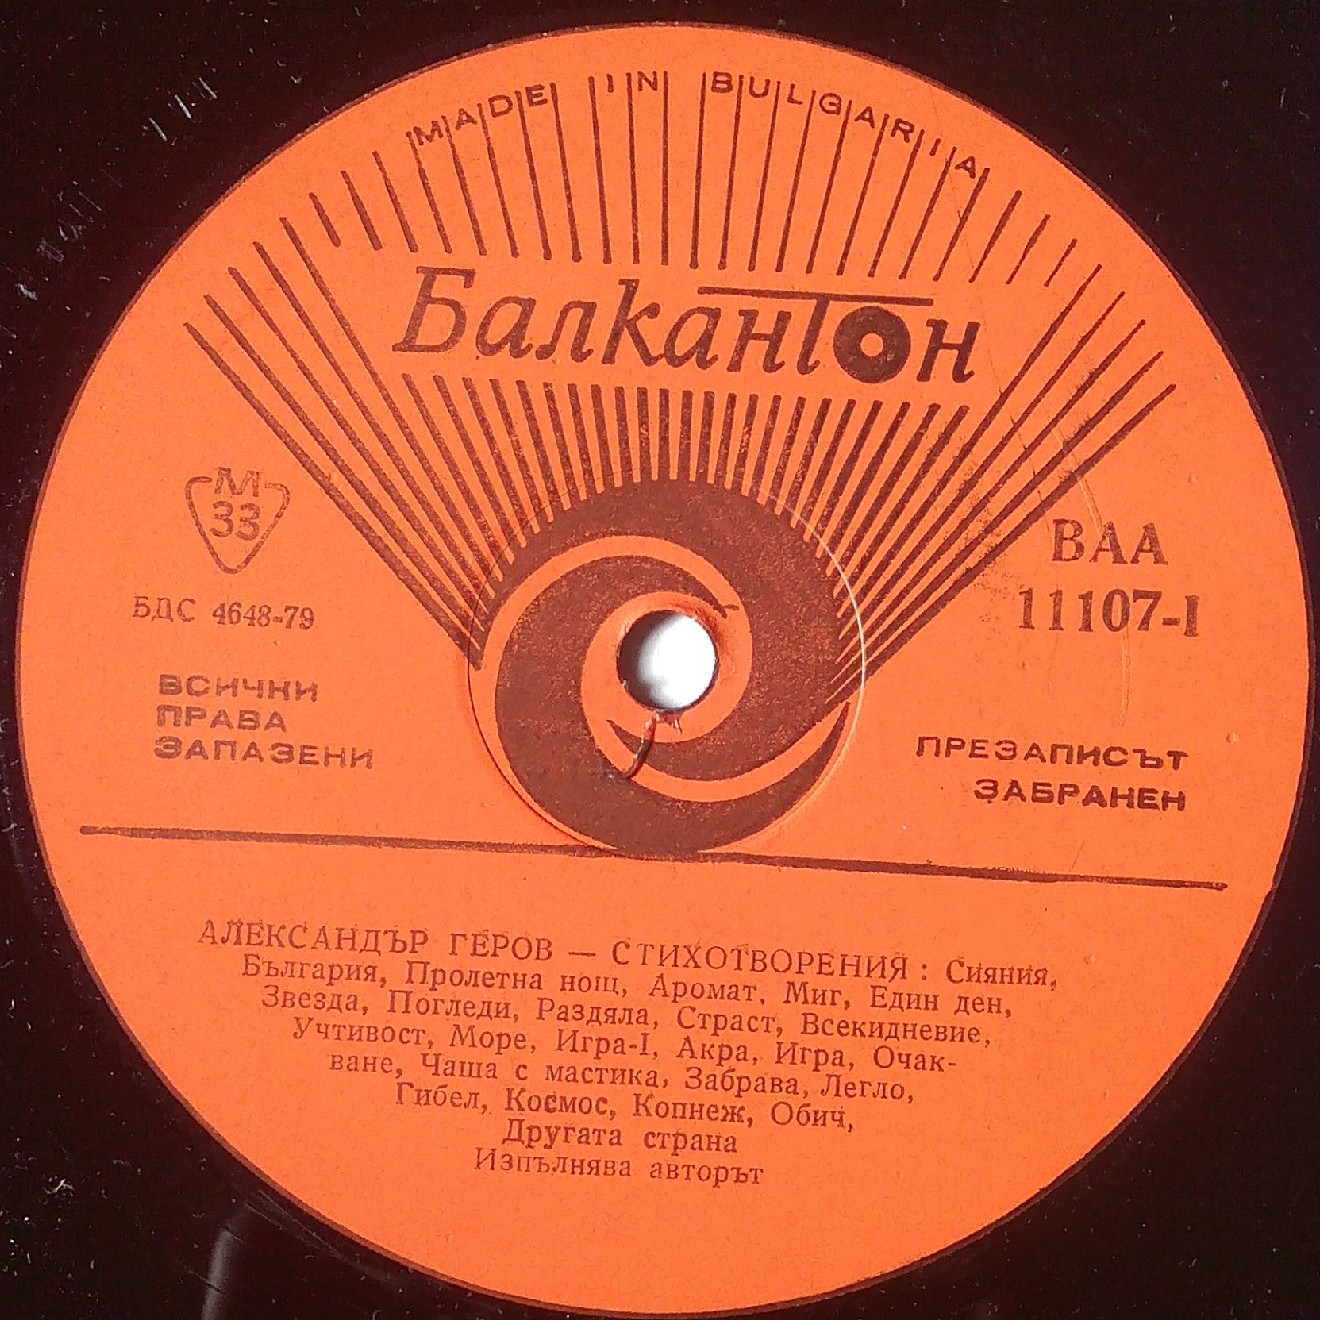 MADE IN BULGARIA
Балкантон
М
33
БДС 4648-79
ВСИЧКИ
ПРАВА
ЗАПАЗЕНИ
ВАА
11107-I
ПРЕЗАПИСЪТ
ЗАБРАНЕН
АЛЕКСАНДЪР ГЕРОВ — СТИХОТВОРЕНИЯ : Сияния,
България, Пролетна нощ, Аромат, Миг, Един ден,
Звезда, Погледи, Раздяла, Страст, Всекидневие,
Учтивост, Море, Игра-I, Акра, Игра, Очак-
ване, Чаша с мастика, Забрава, Легло,
Гибел, Космос, Копнеж, Обич,
Другата страна
Изпълнява авторът